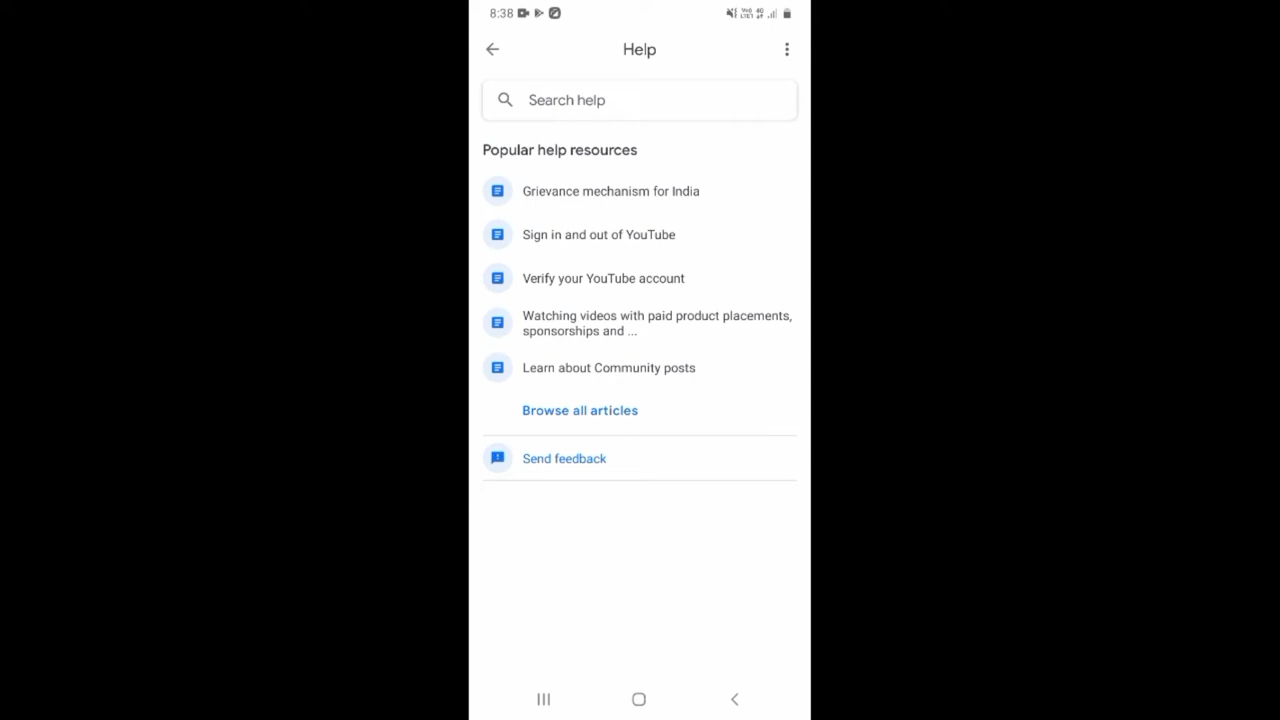 8:38
Help
Search help
Popular help resources
Grievance mechanism for India
Sign in and out of YouTube
Verify your YouTube account
Watching videos with paid product placements,
sponsorships and ...
Learn about Community posts
Browse all articles
Send feedback